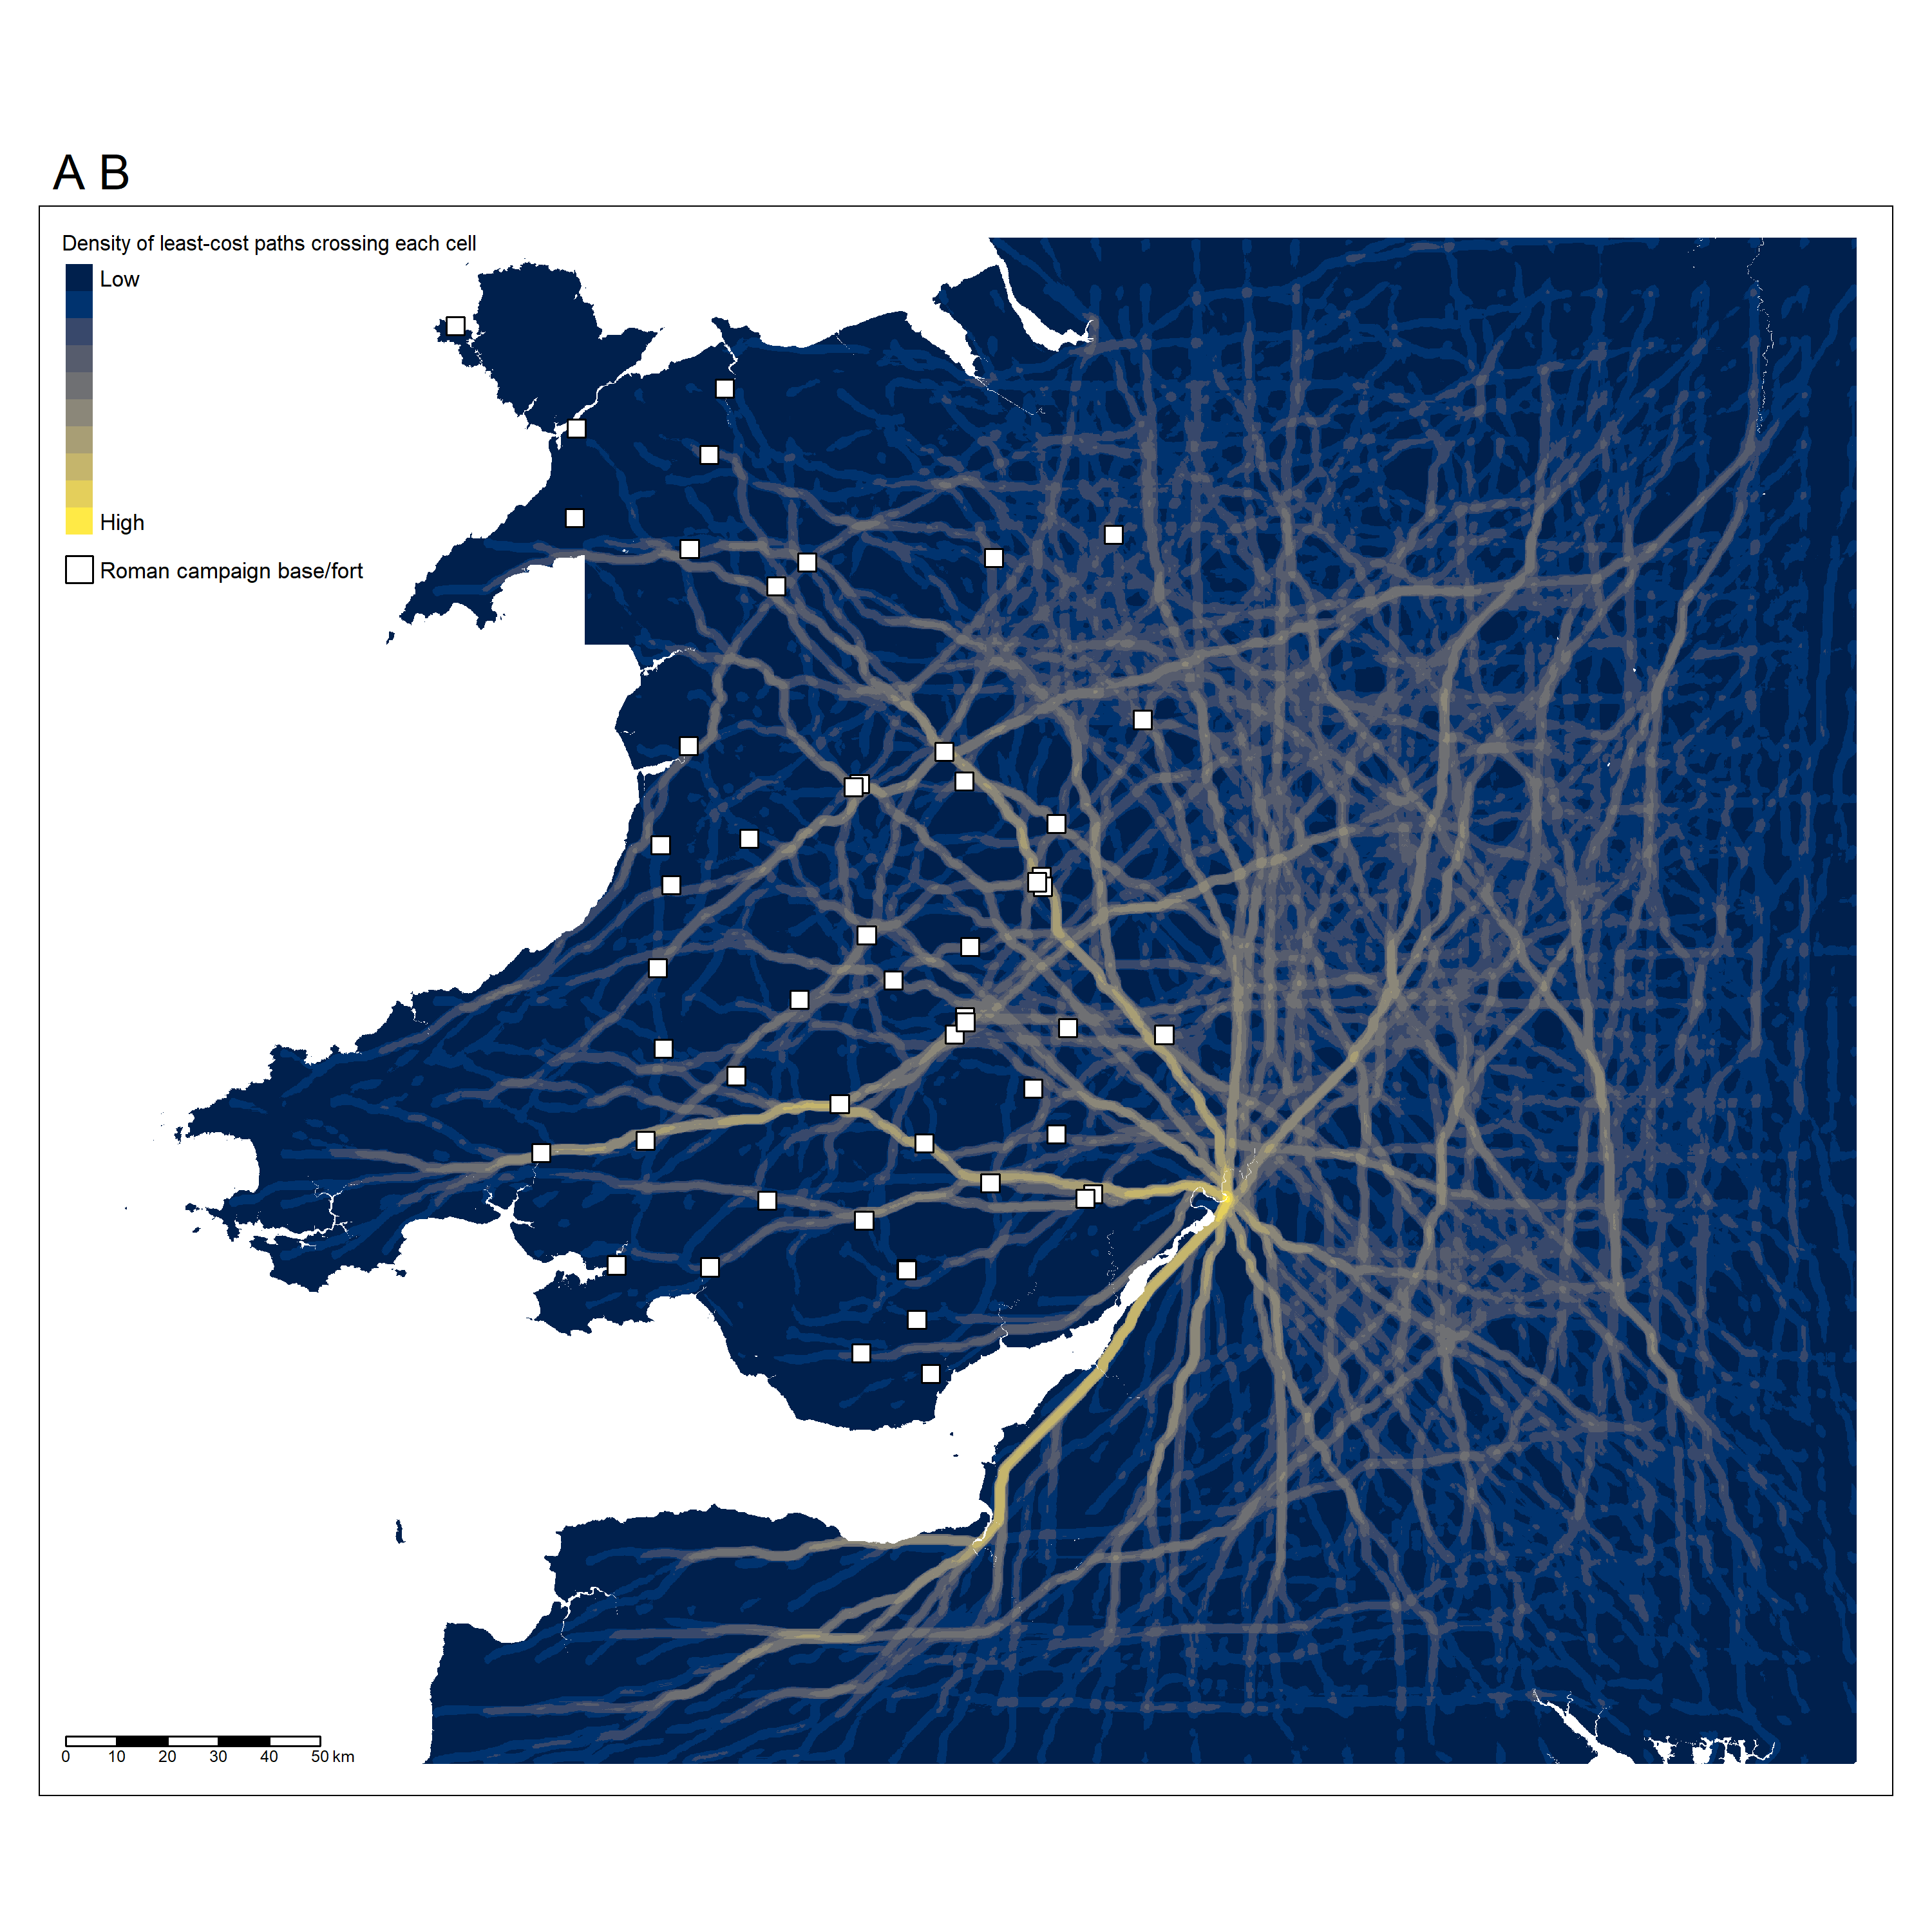 A B
Density of least-cost paths crossing each cell
Low
High
Roman campaign base/fort
0 10 20 30 40 50 km